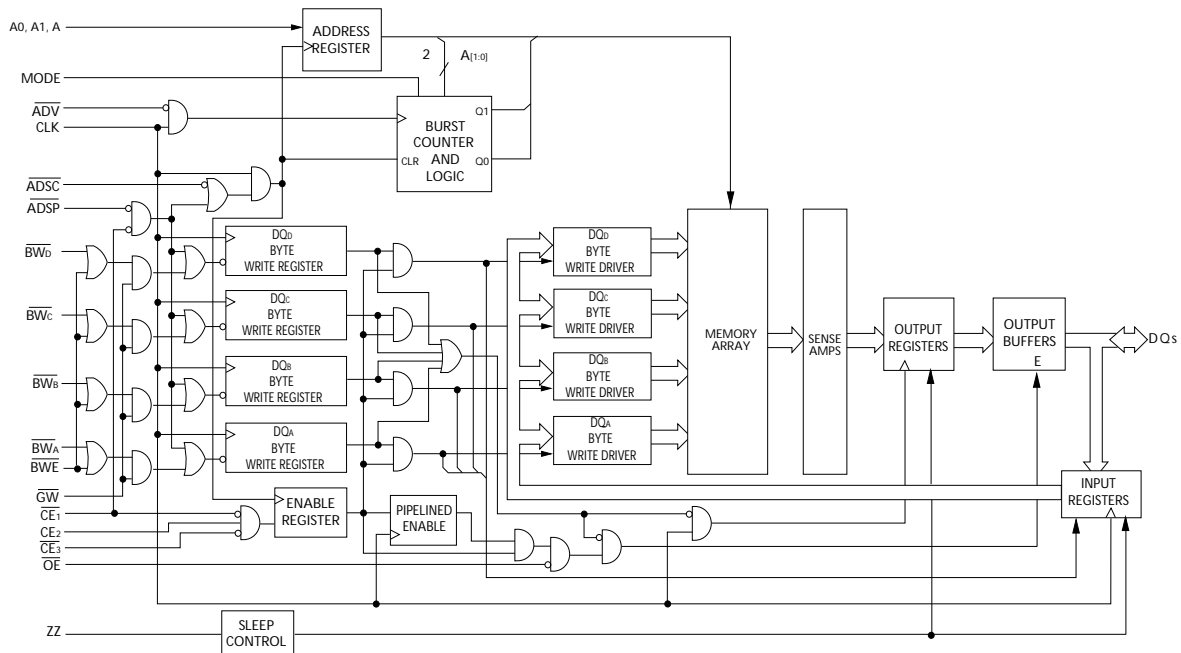 A0, A1, A
ADDRESS
REGISTER
2 A[1:0]
MODE
ADV
CLK
BURST
COUNTER
AND
LOGIC
CLR
Q1
Q0
ADSC
ADSP
BWD
DQD
BYTE
WRITE REGISTER
DQD
BYTE
WRITE DRIVER
BWC
DQC
BYTE
WRITE REGISTER
DQC
BYTE
WRITE DRIVER
BWB
DQB
BYTE
WRITE REGISTER
DQB
BYTE
WRITE DRIVER
BWA
BWE
DQA
BYTE
WRITE REGISTER
DQA
BYTE
WRITE DRIVER
MEMORY
ARRAY
SENSE
AMPS
OUTPUT
REGISTERS
OUTPUT
BUFFERS
E
DQs
INPUT
REGISTERS
GW
CE1
CE2
CE3
OE
ENABLE
REGISTER
PIPELINED
ENABLE
ZZ
SLEEP
CONTROL